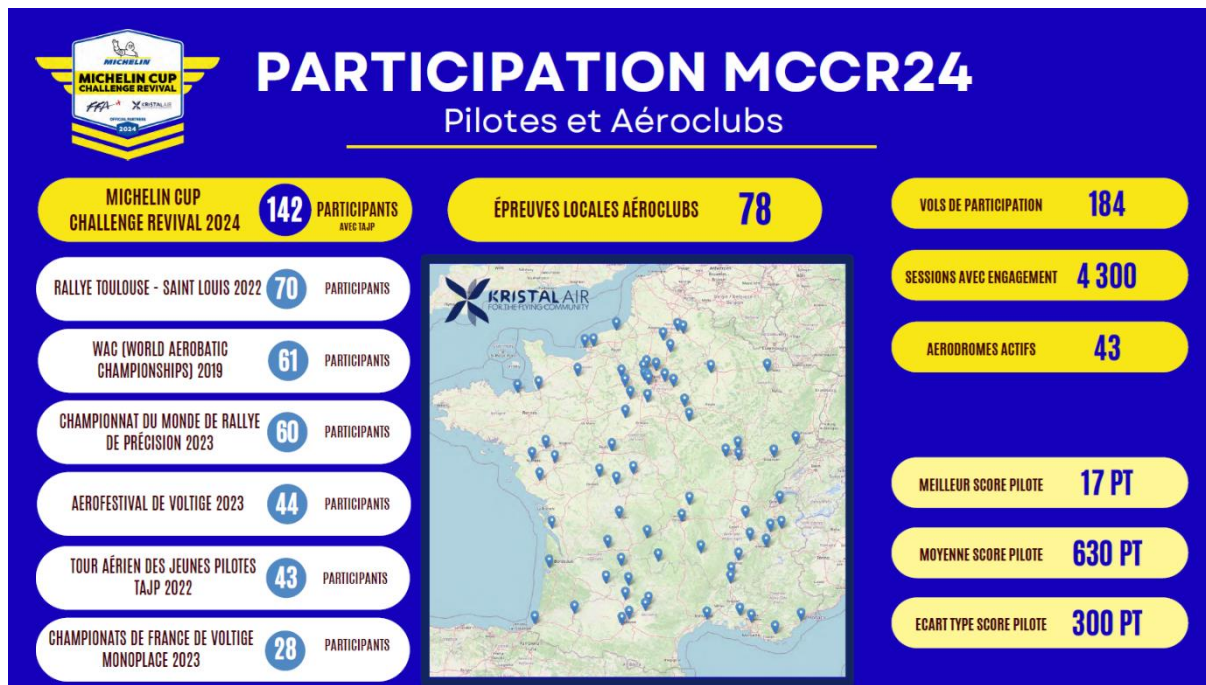 MICHELIN
MICHELIN CUP
CHALLENGE REVIVAL
FFA KRISTAL AIR
OFFICIAL PARTNERS
2024
PARTICIPATION MCCR24
Pilotes et Aéroclubs
MICHELIN CUP
CHALLENGE REVIVAL 2024
142
PARTICIPANTS
AVEC TAJP
RALLYE TOULOUSE - SAINT LOUIS 2022
70
PARTICIPANTS
WAC (WORLD AEROBATIC
CHAMPIONSHIPS) 2019
61
PARTICIPANTS
CHAMPIONNAT DU MONDE DE RALLYE
DE PRÉCISION 2023
60
PARTICIPANTS
AEROFESTIVAL DE VOLTIGE 2023
44
PARTICIPANTS
TOUR AÉRIEN DES JEUNES PILOTES
TAJP 2022
43
PARTICIPANTS
CHAMPIONATS DE FRANCE DE VOLTIGE
MONOPLACE 2023
28
PARTICIPANTS
ÉPREUVES LOCALES AÉROCLUBS
78
KRISTAL AIR
FOR THE FLYING COMMUNITY
VOLS DE PARTICIPATION
184
SESSIONS AVEC ENGAGEMENT
4 300
AERODROMES ACTIFS
43
MEILLEUR SCORE PILOTE
17 PT
MOYENNE SCORE PILOTE
630 PT
ECART TYPE SCORE PILOTE
300 PT